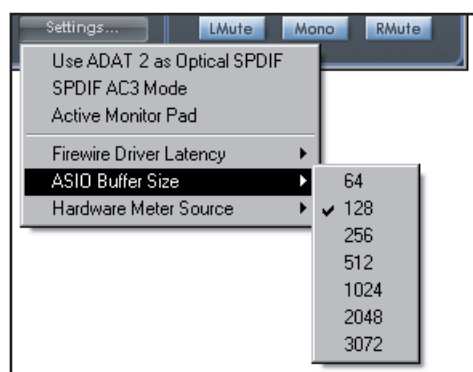 Settings...
LMute Mono RMute
Use ADAT 2 as Optical SPDIF
SPDIF AC3 Mode
Active Monitor Pad
Firewire Driver Latency
ASIO Buffer Size
Hardware Meter Source
64
128
256
512
1024
2048
3072